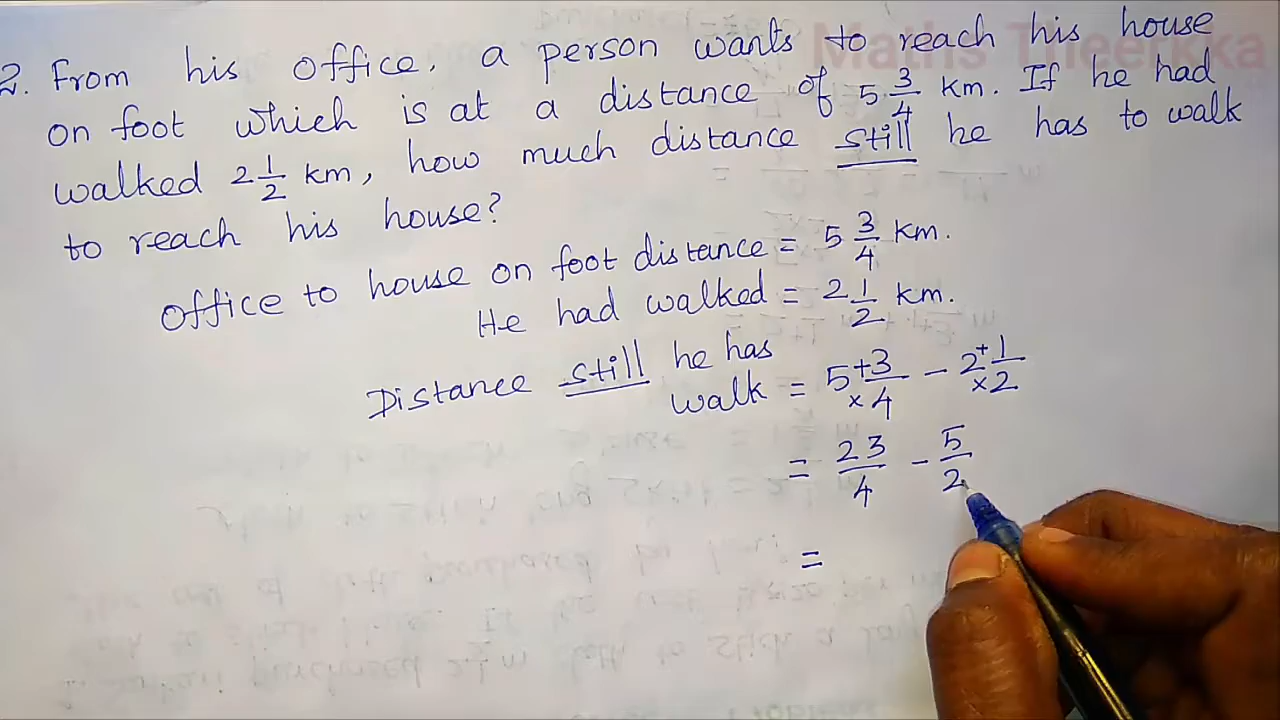 Maths Theerkka
2. From his office, a person wants to reach his house
on foot which is at a distance of 5 3/4 km. If he had
walked 2 1/2 km, how much distance still he has to walk
to reach his house?
Office to house on foot distance = 5 3/4 km.
He had walked = 2 1/2 km.
Distance still he has
walk = 5 + 3/× 4 - 2 + 1/× 2
= 23/4 - 5/2
=